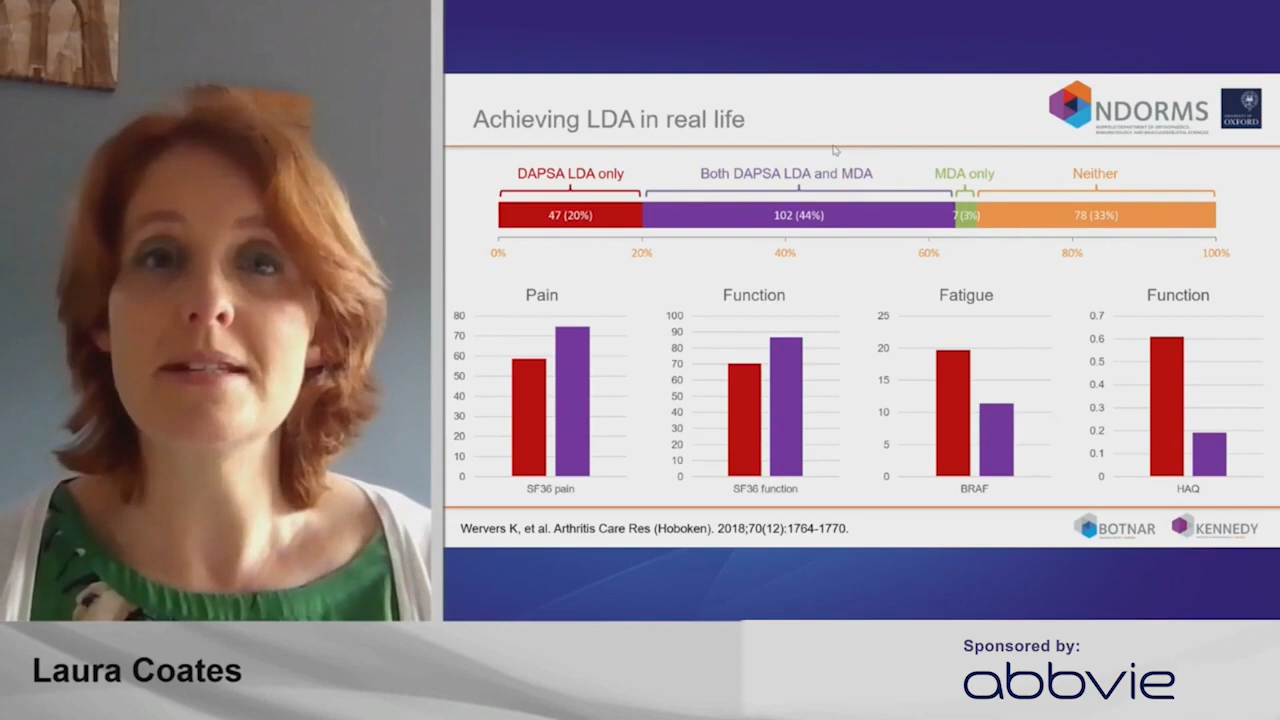 Achieving LDA in real life
NDORMS
UNIVERSITY OF
OXFORD
DAPSA LDA only
Both DAPSA LDA and MDA
MDA only
Neither
47 (20%)
102 (44%)
7 (3%)
78 (33%)
0%
20%
40%
60%
80%
100%
Pain
80
70
60
50
40
30
20
10
0
SF36 pain
Function
100
90
80
70
60
50
40
30
20
10
0
SF36 function
Fatigue
25
20
15
10
5
0
BRAF
Function
0.7
0.6
0.5
0.4
0.3
0.2
0.1
0
HAQ
Wervers K, et al. Arthritis Care Res (Hoboken). 2018;70(12):1764-1770.
BOTNAR
KENNEDY
Laura Coates
Sponsored by:
abbvie